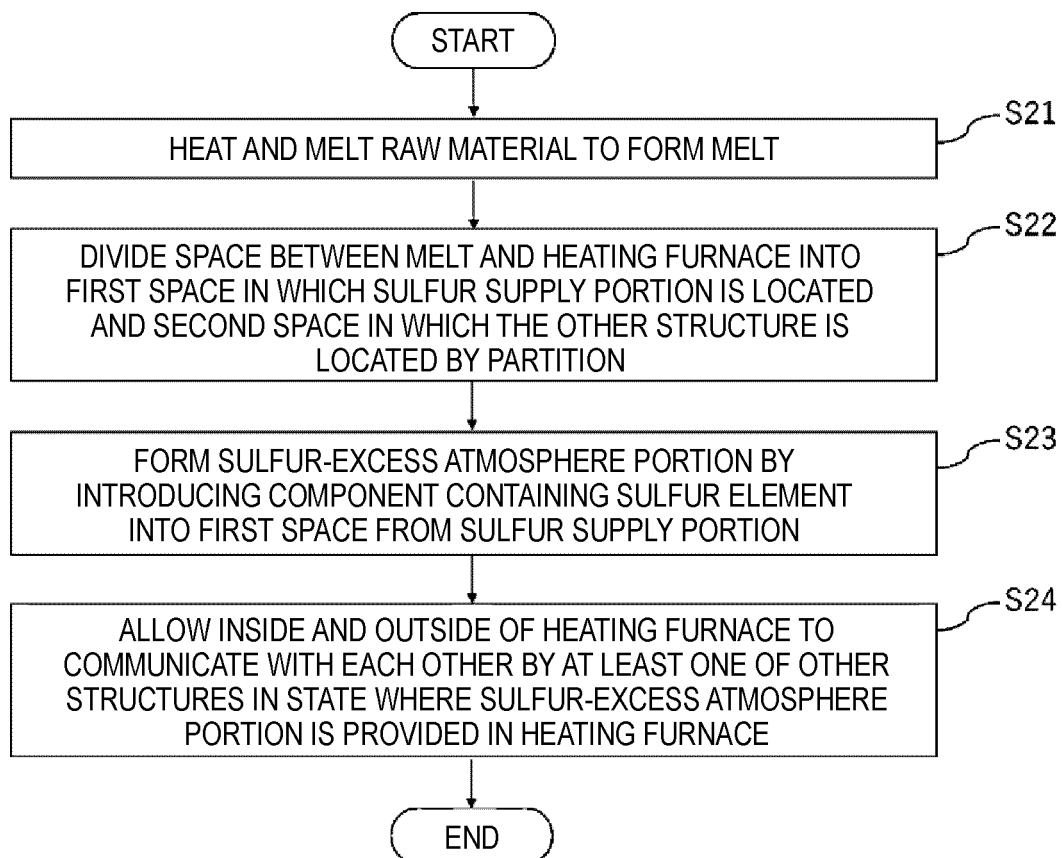 START
S21
HEAT AND MELT RAW MATERIAL TO FORM MELT
S22
DIVIDE SPACE BETWEEN MELT AND HEATING FURNACE INTO
FIRST SPACE IN WHICH SULFUR SUPPLY PORTION IS LOCATED
AND SECOND SPACE IN WHICH THE OTHER STRUCTURE IS
LOCATED BY PARTITION
S23
FORM SULFUR-EXCESS ATMOSPHERE PORTION BY
INTRODUCING COMPONENT CONTAINING SULFUR ELEMENT
INTO FIRST SPACE FROM SULFUR SUPPLY PORTION
S24
ALLOW INSIDE AND OUTSIDE OF HEATING FURNACE TO
COMMUNICATE WITH EACH OTHER BY AT LEAST ONE OF OTHER
STRUCTURES IN STATE WHERE SULFUR-EXCESS ATMOSPHERE
PORTION IS PROVIDED IN HEATING FURNACE
END